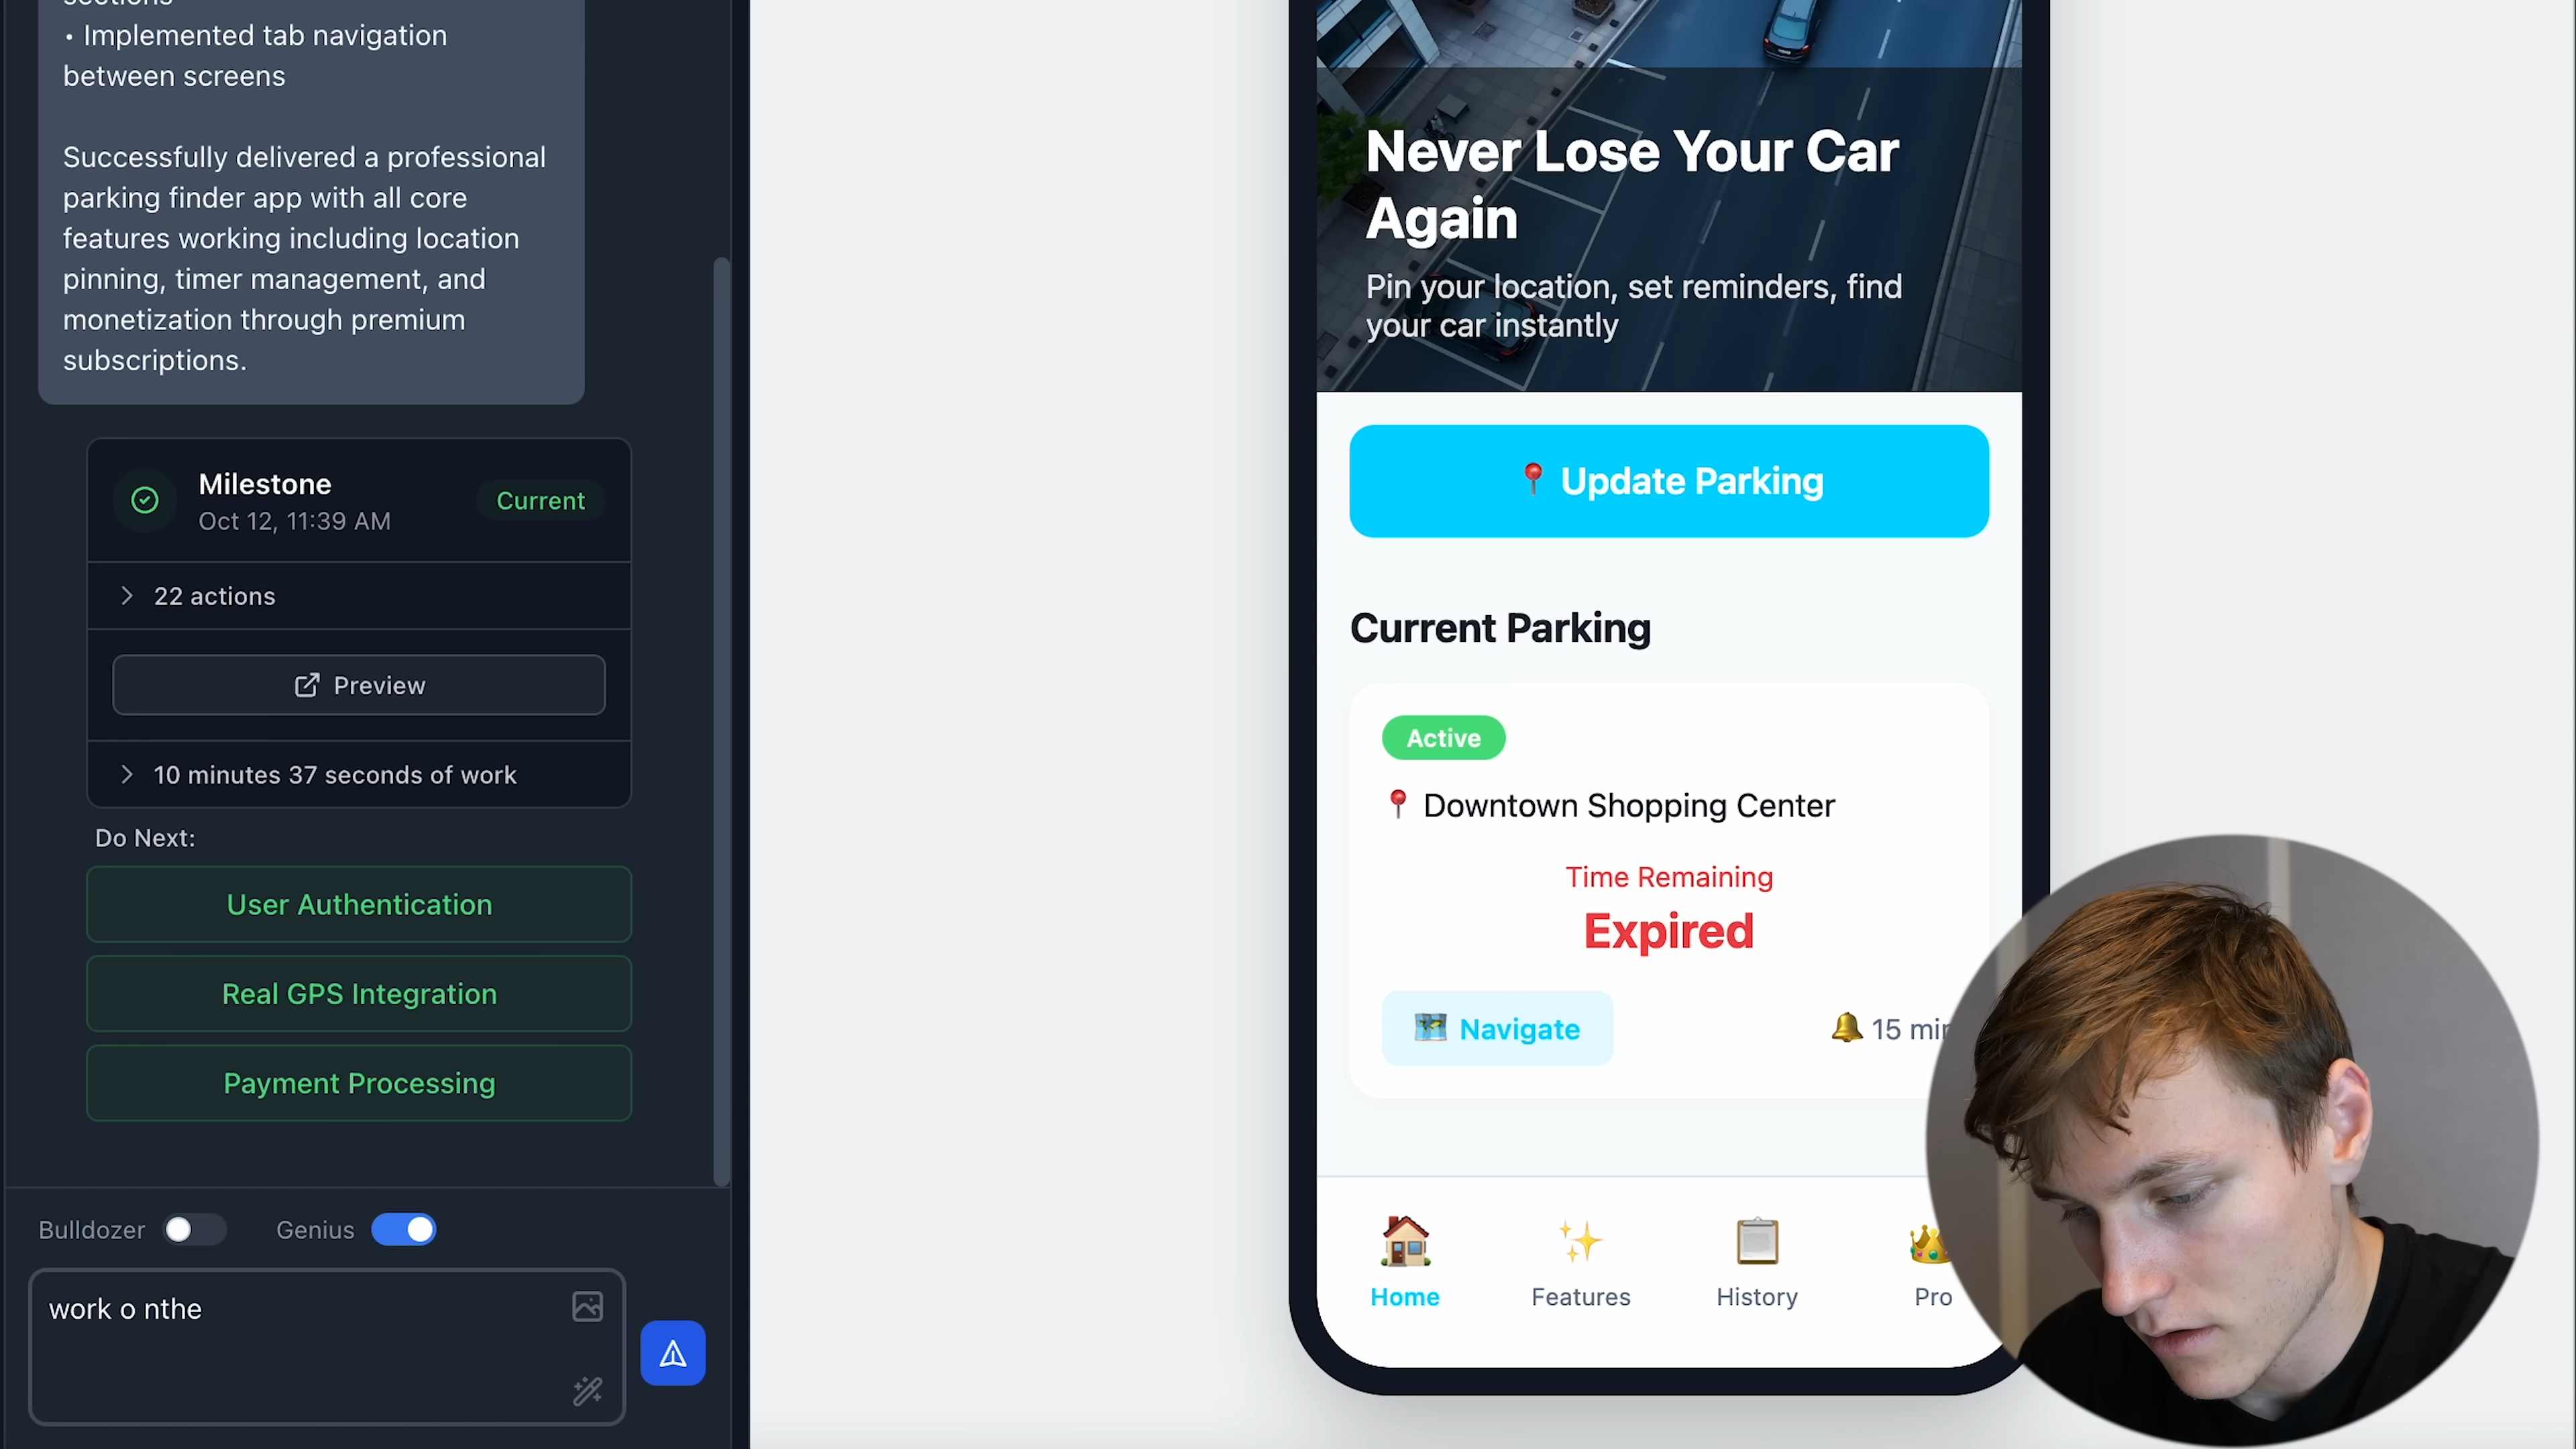 sections
• Implemented tab navigation
between screens
Successfully delivered a professional
parking finder app with all core
features working including location
pinning, timer management, and
monetization through premium
subscriptions.
Milestone
Oct 12, 11:39 AM
Current
22 actions
Preview
10 minutes 37 seconds of work
Do Next:
User Authentication
Real GPS Integration
Payment Processing
Bulldozer
Genius
work o nthe
Never Lose Your Car
Again
Pin your location, set reminders, find
your car instantly
Update Parking
Current Parking
Active
Downtown Shopping Center
Time Remaining
Expired
Navigate
15 min
Home
Features
History
Pro